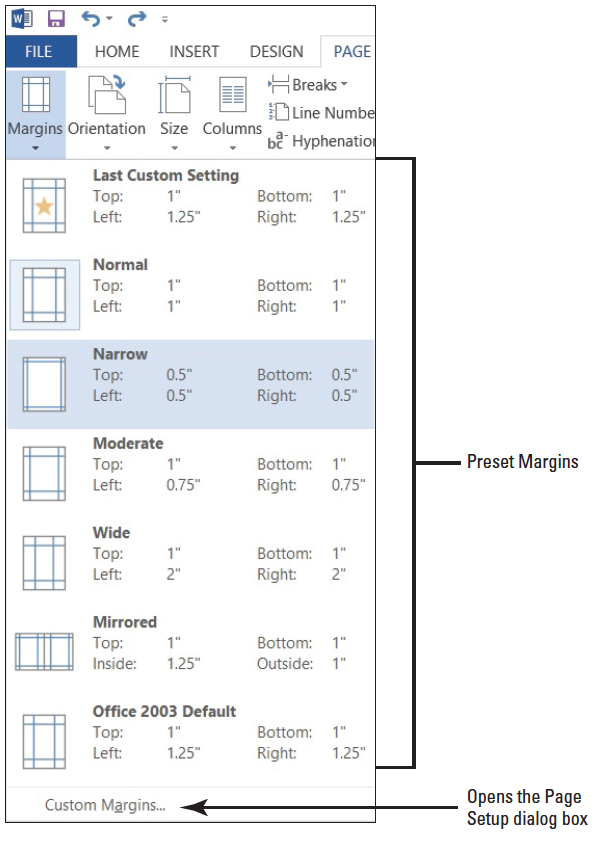 FILE HOME INSERT DESIGN PAGE
Margins Orientation Size Columns
Breaks
Line Numbe
Hyphenation
Last Custom Setting
Top: 1" Bottom: 1"
Left: 1.25" Right: 1.25"
Normal
Top: 1" Bottom: 1"
Left: 1" Right: 1"
Narrow
Top: 0.5" Bottom: 0.5"
Left: 0.5" Right: 0.5"
Moderate
Top: 1" Bottom: 1"
Left: 0.75" Right: 0.75"
Preset Margins
Wide
Top: 1" Bottom: 1"
Left: 2" Right: 2"
Mirrored
Top: 1" Bottom: 1"
Inside: 1.25" Outside: 1"
Office 2003 Default
Top: 1" Bottom: 1"
Left: 1.25" Right: 1.25"
Custom Margins...
Opens the Page
Setup dialog box